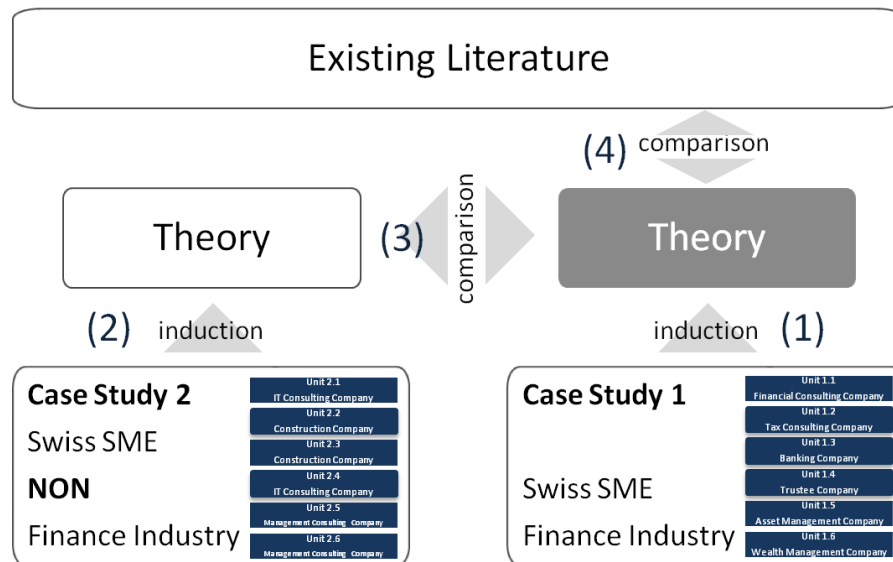 Existing Literature
(4) comparison
Theory
(3)
comparison
Theory
(2) induction
induction (1)
Case Study 2
Swiss SME
NON
Finance Industry
Unit 2.1
IT Consulting Company
Unit 2.2
Construction Company
Unit 2.3
Construction Company
Unit 2.4
IT Consulting Company
Unit 2.5
Management Consulting Company
Unit 2.6
Management Consulting Company
Case Study 1
Swiss SME
Finance Industry
Unit 1.1
Financial Consulting Company
Unit 1.2
Tax Consulting Company
Unit 1.3
Banking Company
Unit 1.4
Trustee Company
Unit 1.5
Asset Management Company
Unit 1.6
Wealth Management Company